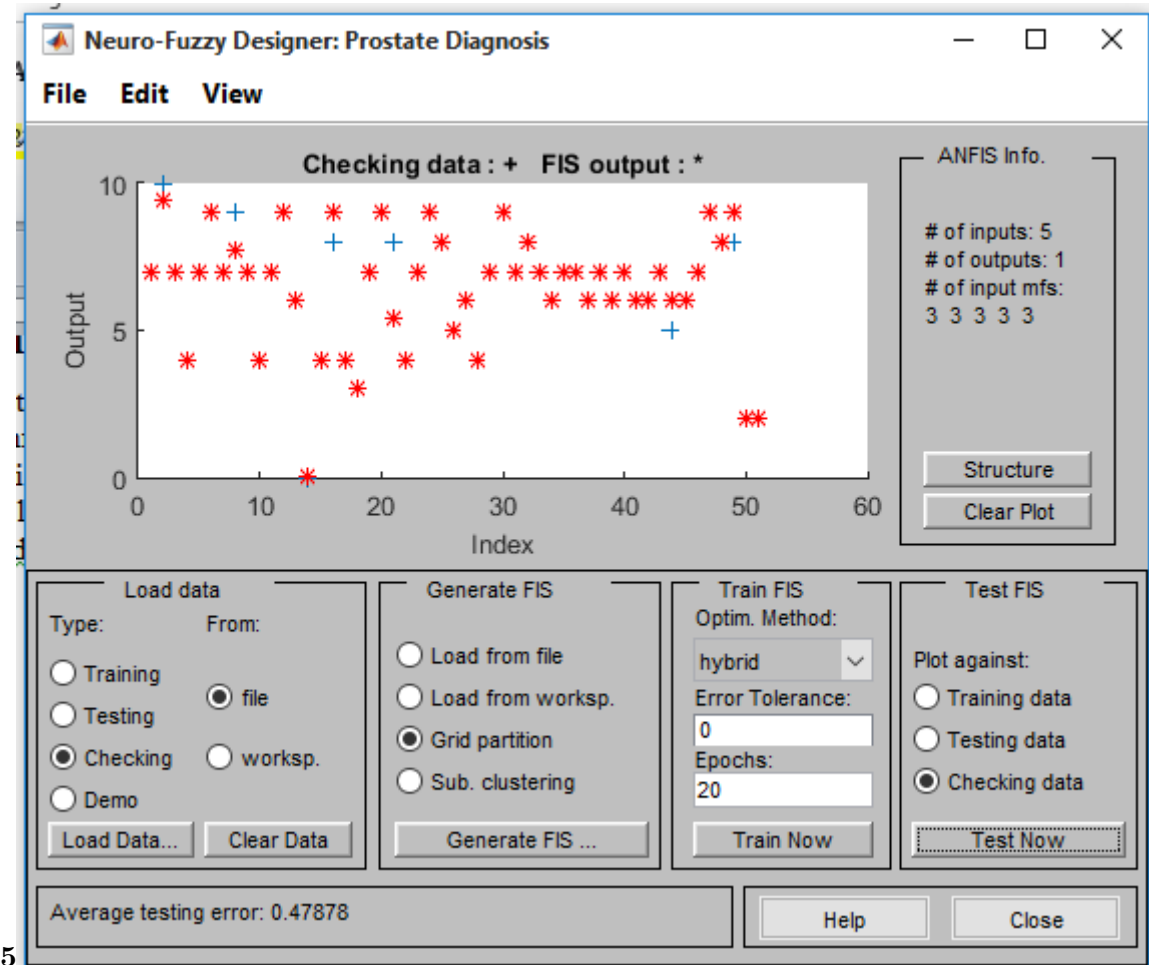 Neuro-Fuzzy Designer: Prostate Diagnosis
File Edit View
Checking data : + FIS output : *
10
5
0
Output
0 10 20 30 40 50 60
Index
ANFIS Info.
# of inputs: 5
# of outputs: 1
# of input mfs:
3 3 3 3 3
Structure
Clear Plot
Load data
Type: From:
Training
Testing
Checking
Demo
file
worksp.
Load Data...
Clear Data
Generate FIS
Load from file
Load from worksp.
Grid partition
Sub. clustering
Generate FIS ...
Train FIS
Optim. Method:
hybrid
Error Tolerance:
0
Epochs:
20
Train Now
Test FIS
Plot against:
Training data
Testing data
Checking data
Test Now
Average testing error: 0.47878
Help
Close
5